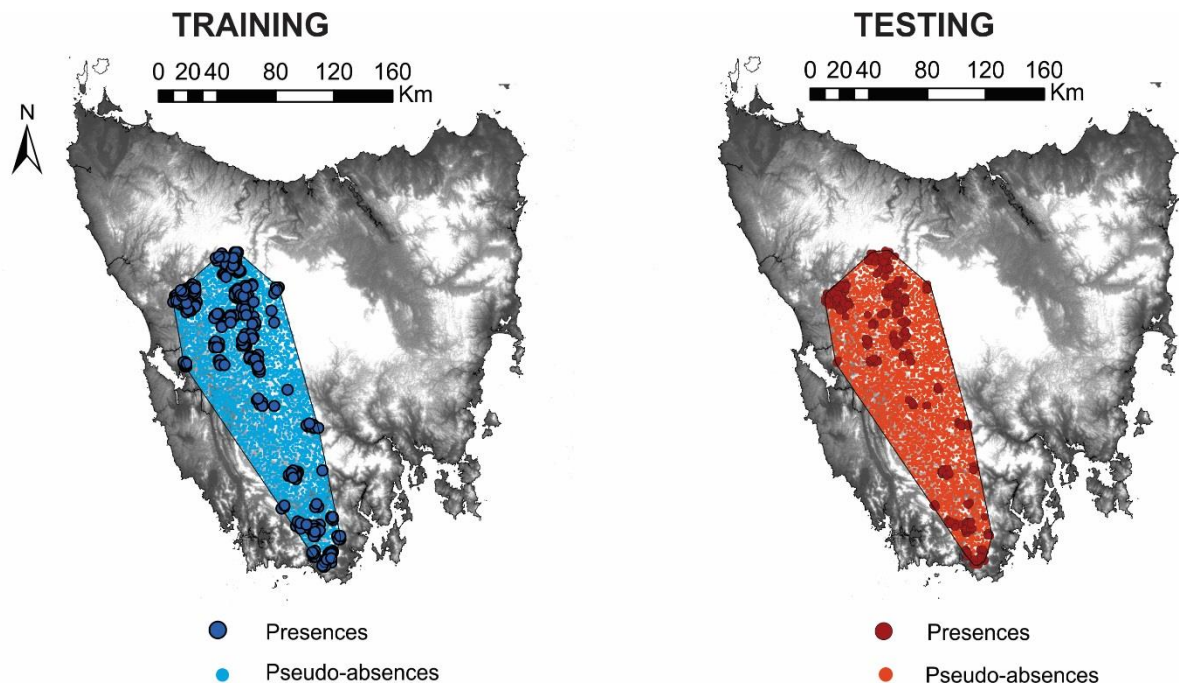 TRAINING
0 20 40 80 120 160
Km
N
Presences
Pseudo-absences
TESTING
0 20 40 80 120 160
Km
Presences
Pseudo-absences